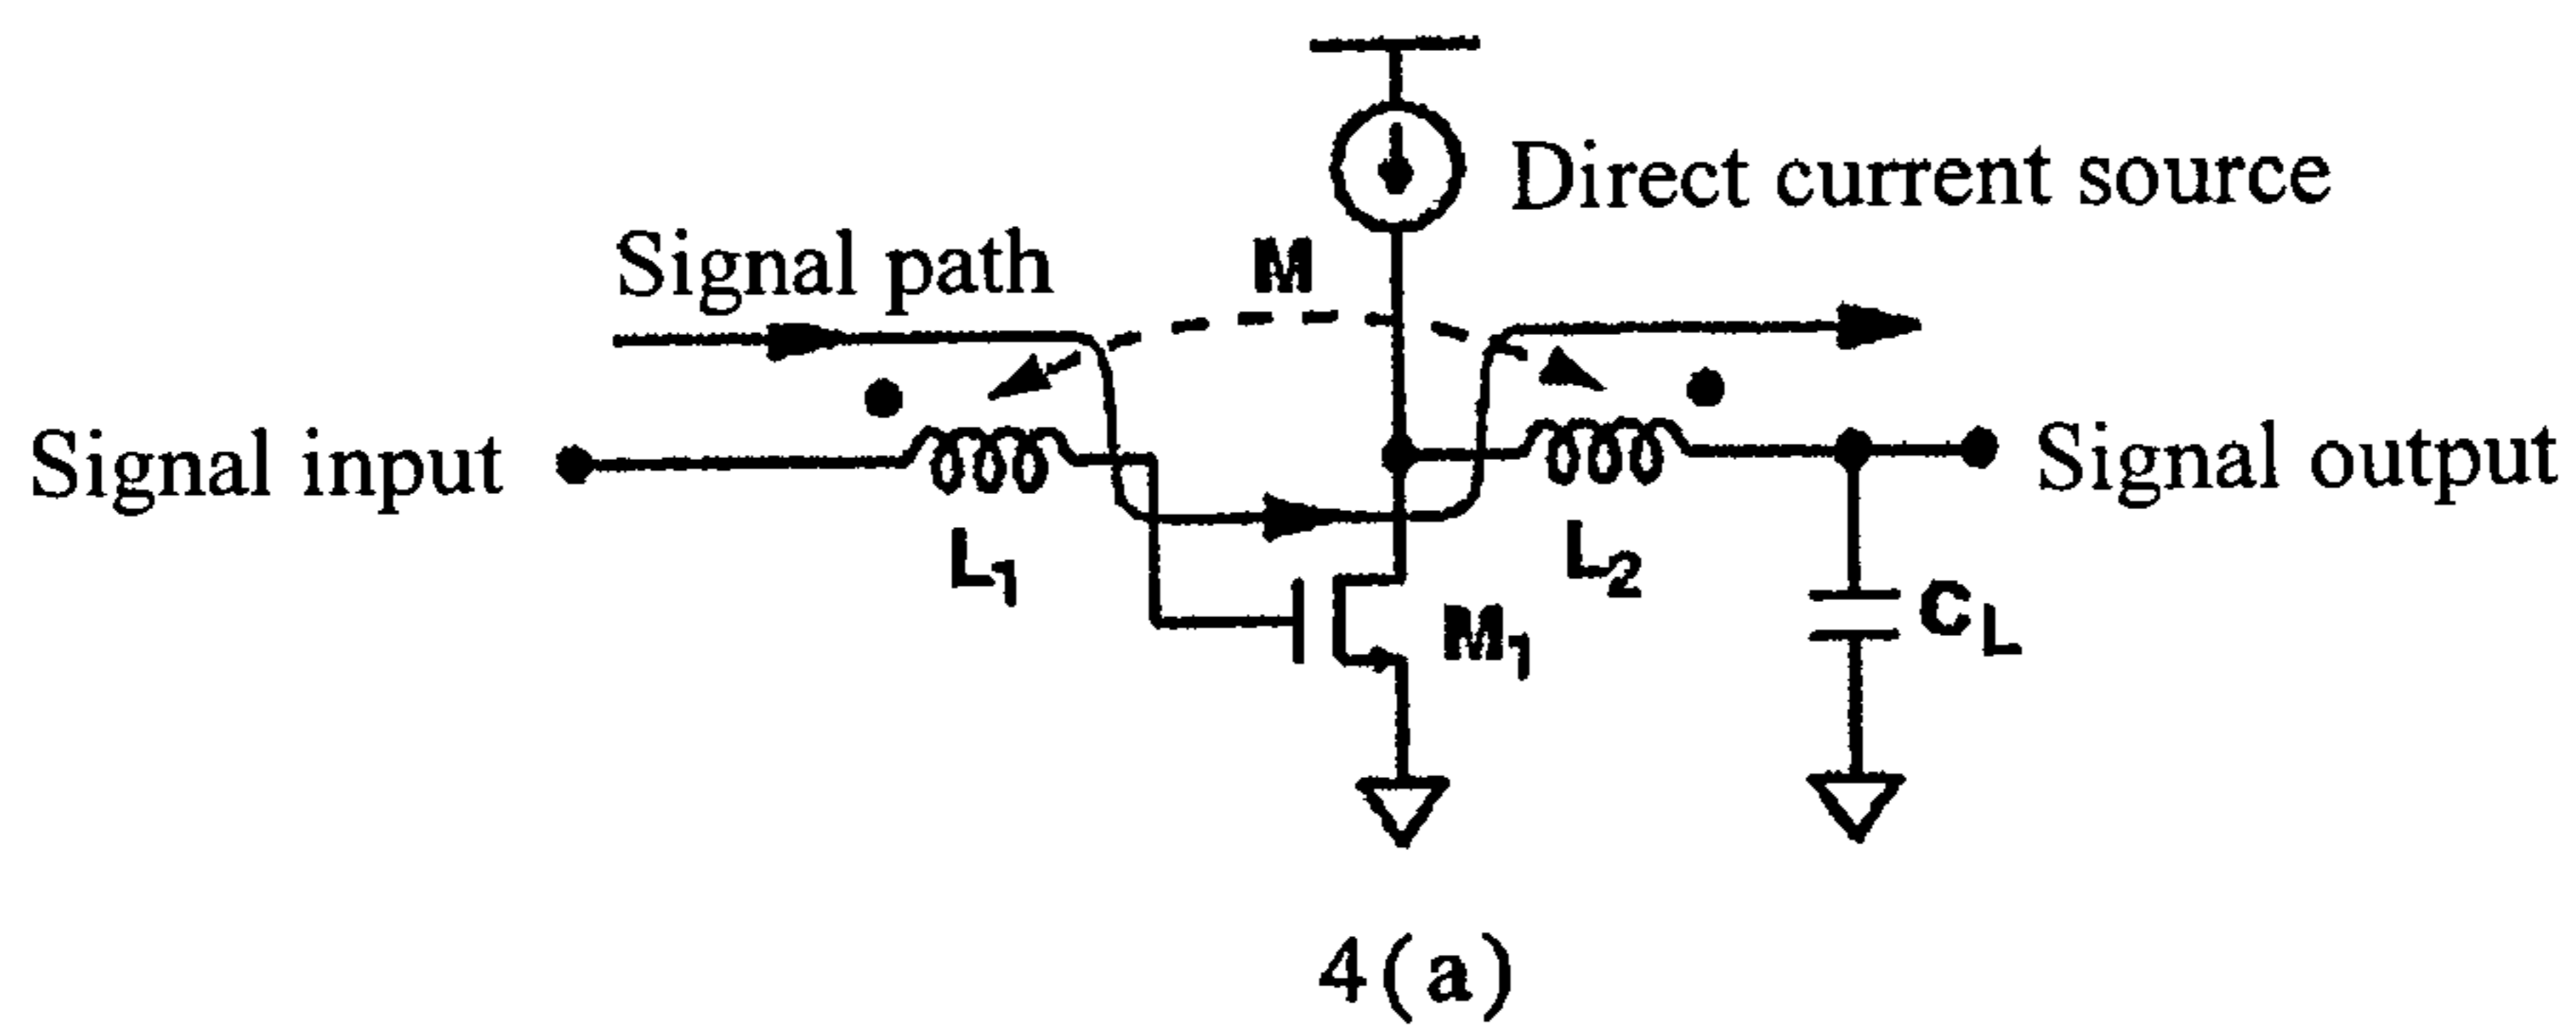 Direct current source
Signal path
M
Signal input
Signal output
L1
L2
M1
CL
4(a)